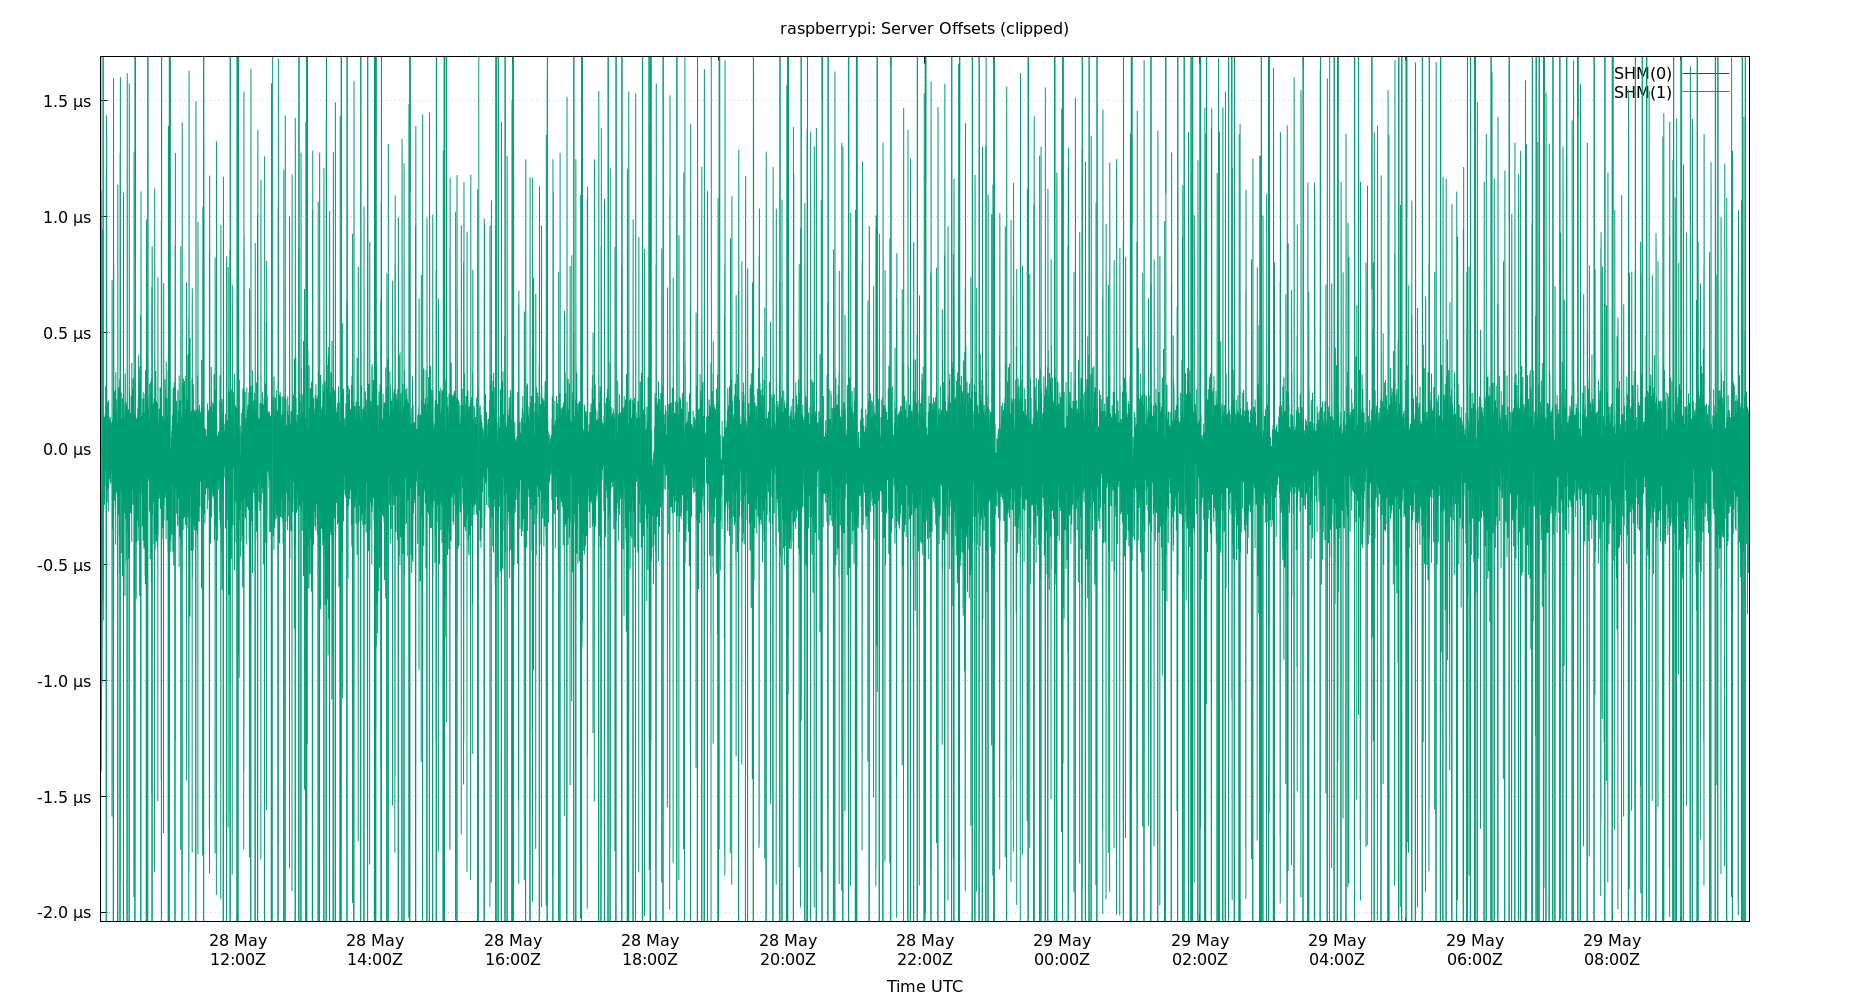 raspberrypi: Server Offsets (clipped)
SHM(0)
SHM(1)
1.5 µs
1.0 µs
0.5 µs
0.0 µs
-0.5 µs
-1.0 µs
-1.5 µs
-2.0 µs
28 May 28 May 28 May 28 May 28 May 28 May 29 May 29 May 29 May 29 May 29 May
12:00Z 14:00Z 16:00Z 18:00Z 20:00Z 22:00Z 00:00Z 02:00Z 04:00Z 06:00Z 08:00Z
Time UTC